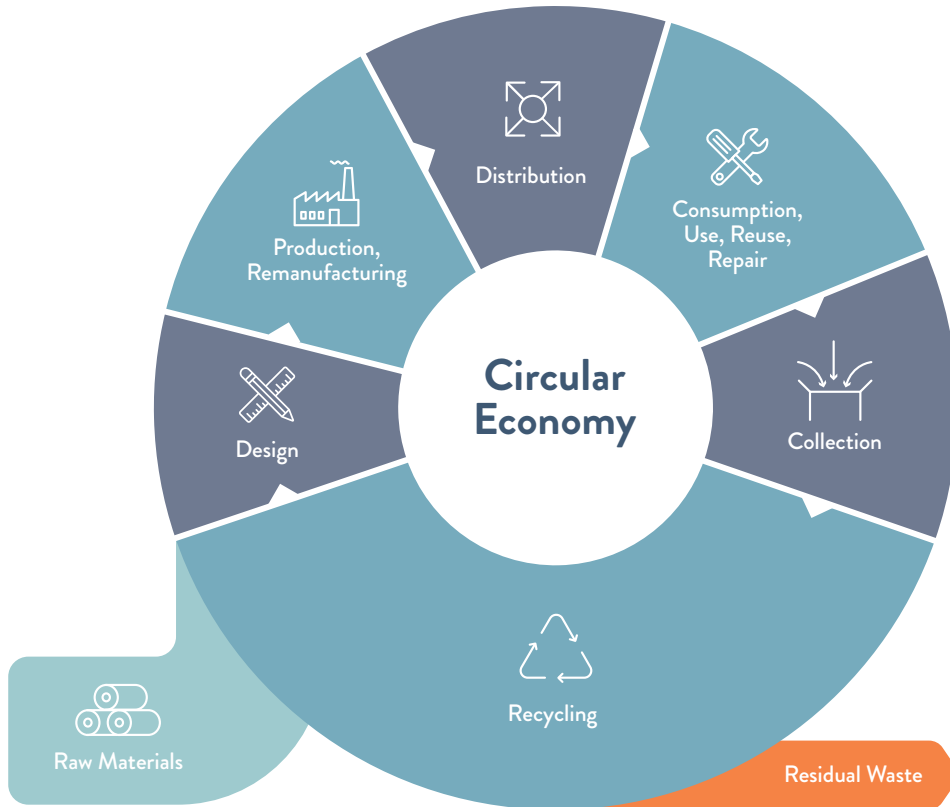 Distribution
Consumption,
Use, Reuse,
Repair
Production,
Remanufacturing
Circular
Economy
Collection
Design
Recycling
Raw Materials
Residual Waste